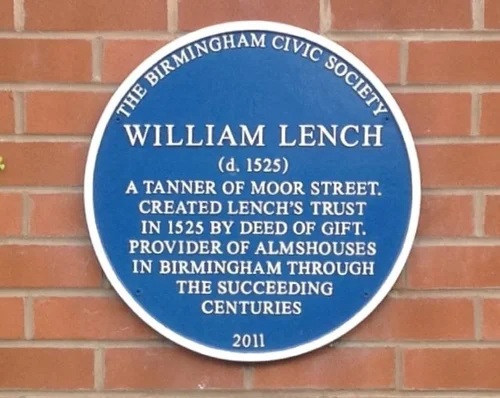 THE BIRMINGHAM CIVIC SOCIETY
WILLIAM LENCH
(d. 1525)
A TANNER OF MOOR STREET.
CREATED LENCH'S TRUST
IN 1525 BY DEED OF GIFT.
PROVIDER OF ALMSHOUSES
IN BIRMINGHAM THROUGH
THE SUCCEEDING
CENTURIES
2011